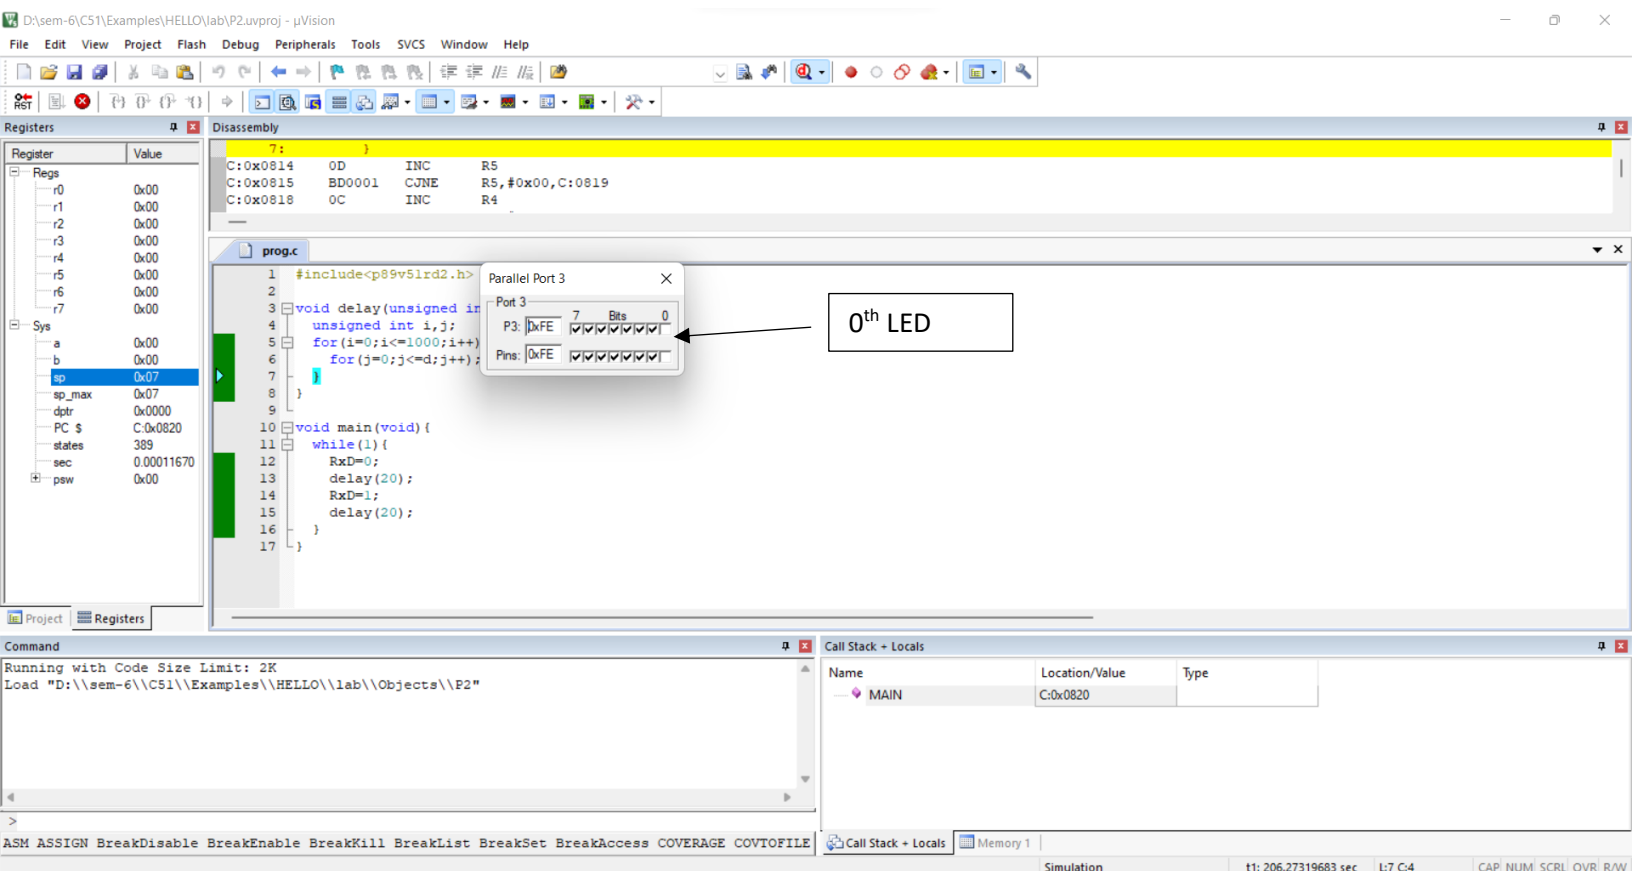 D:\sem-6\C51\Examples\HELLO\lab\P2.uvproj - µVision
File Edit View Project Flash Debug Peripherals Tools SVCS Window Help
RST
Registers
Register Value
Regs
r0 0x00
r1 0x00
r2 0x00
r3 0x00
r4 0x00
r5 0x00
r6 0x00
r7 0x00
Sys
a 0x00
b 0x00
sp 0x07
sp_max 0x07
dptr 0x0000
PC $ C:0x0820
states 389
sec 0.00011670
psw 0x00
Project Registers
Disassembly
7: }
C:0x0814 0D INC R5
C:0x0815 BD0001 CJNE R5,#0x00,C:0819
C:0x0818 0C INC R4
prog.c
1 #include<p89v51rd2.h>
2
3 void delay(unsigned in
4 unsigned int i,j;
5 for(i=0;i<=1000;i++)
6 for(j=0;j<=d;j++);
7 }
8 }
9
10 void main(void){
11 while(1){
12 RxD=0;
13 delay(20);
14 RxD=1;
15 delay(20);
16 }
17 }
Parallel Port 3
Port 3
7 Bits 0
P3: 0xFE
Pins: 0xFE
0th LED
Command
Running with Code Size Limit: 2K
Load "D:\\sem-6\\C51\\Examples\\HELLO\\lab\\Objects\\P2"
>
ASM ASSIGN BreakDisable BreakEnable BreakKill BreakList BreakSet BreakAccess COVERAGE COVTOFILE
Call Stack + Locals
Name Location/Value Type
MAIN C:0x0820
Call Stack + Locals Memory 1
Simulation t1: 206.27319683 sec L:7 C:4 CAP NUM SCRL OVR R/W